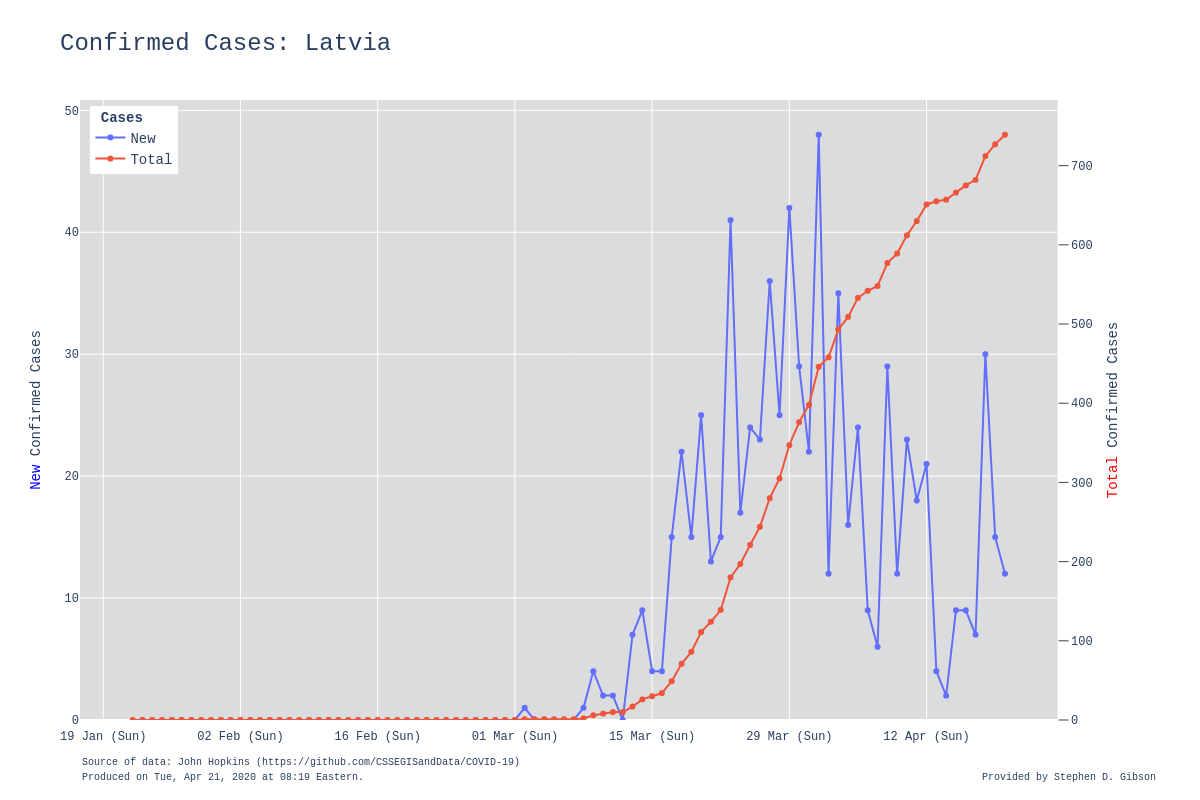 Confirmed Cases: Latvia
Cases
New
Total
50
40
30
20
10
0
700
600
500
400
300
200
100
0
New Confirmed Cases
Total Confirmed Cases
19 Jan (Sun) 02 Feb (Sun) 16 Feb (Sun) 01 Mar (Sun) 15 Mar (Sun) 29 Mar (Sun) 12 Apr (Sun)
Source of data: John Hopkins (https://github.com/CSSEGISandData/COVID-19)
Produced on Tue, Apr 21, 2020 at 08:19 Eastern.
Provided by Stephen D. Gibson